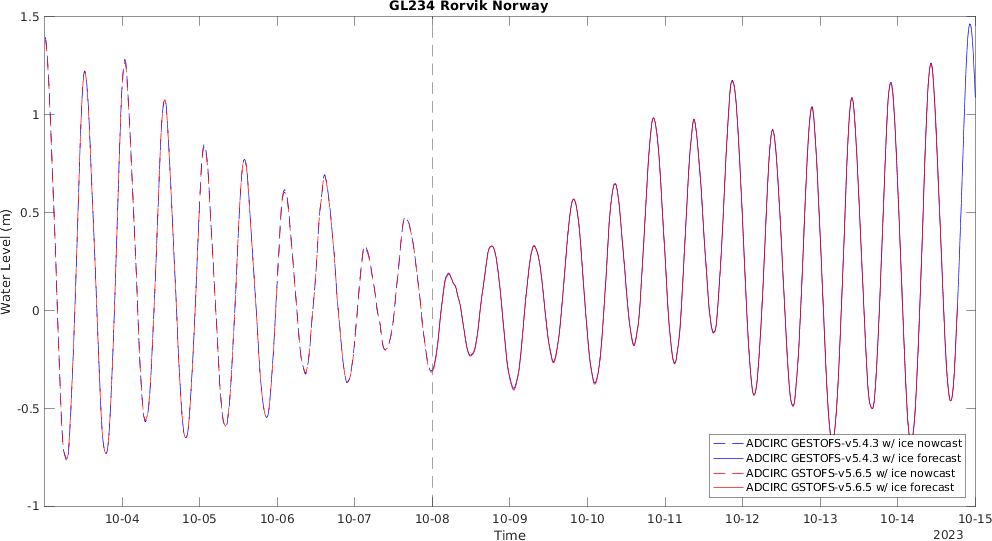 GL234 Rorvik Norway
1.5
1
0.5
0
-0.5
-1
Water Level (m)
10-04 10-05 10-06 10-07 10-08 10-09 10-10 10-11 10-12 10-13 10-14 10-15
Time
2023
ADCIRC GESTOFS-v5.4.3 w/ ice nowcast
ADCIRC GESTOFS-v5.4.3 w/ ice forecast
ADCIRC GSTOFS-v5.6.5 w/ ice nowcast
ADCIRC GSTOFS-v5.6.5 w/ ice forecast